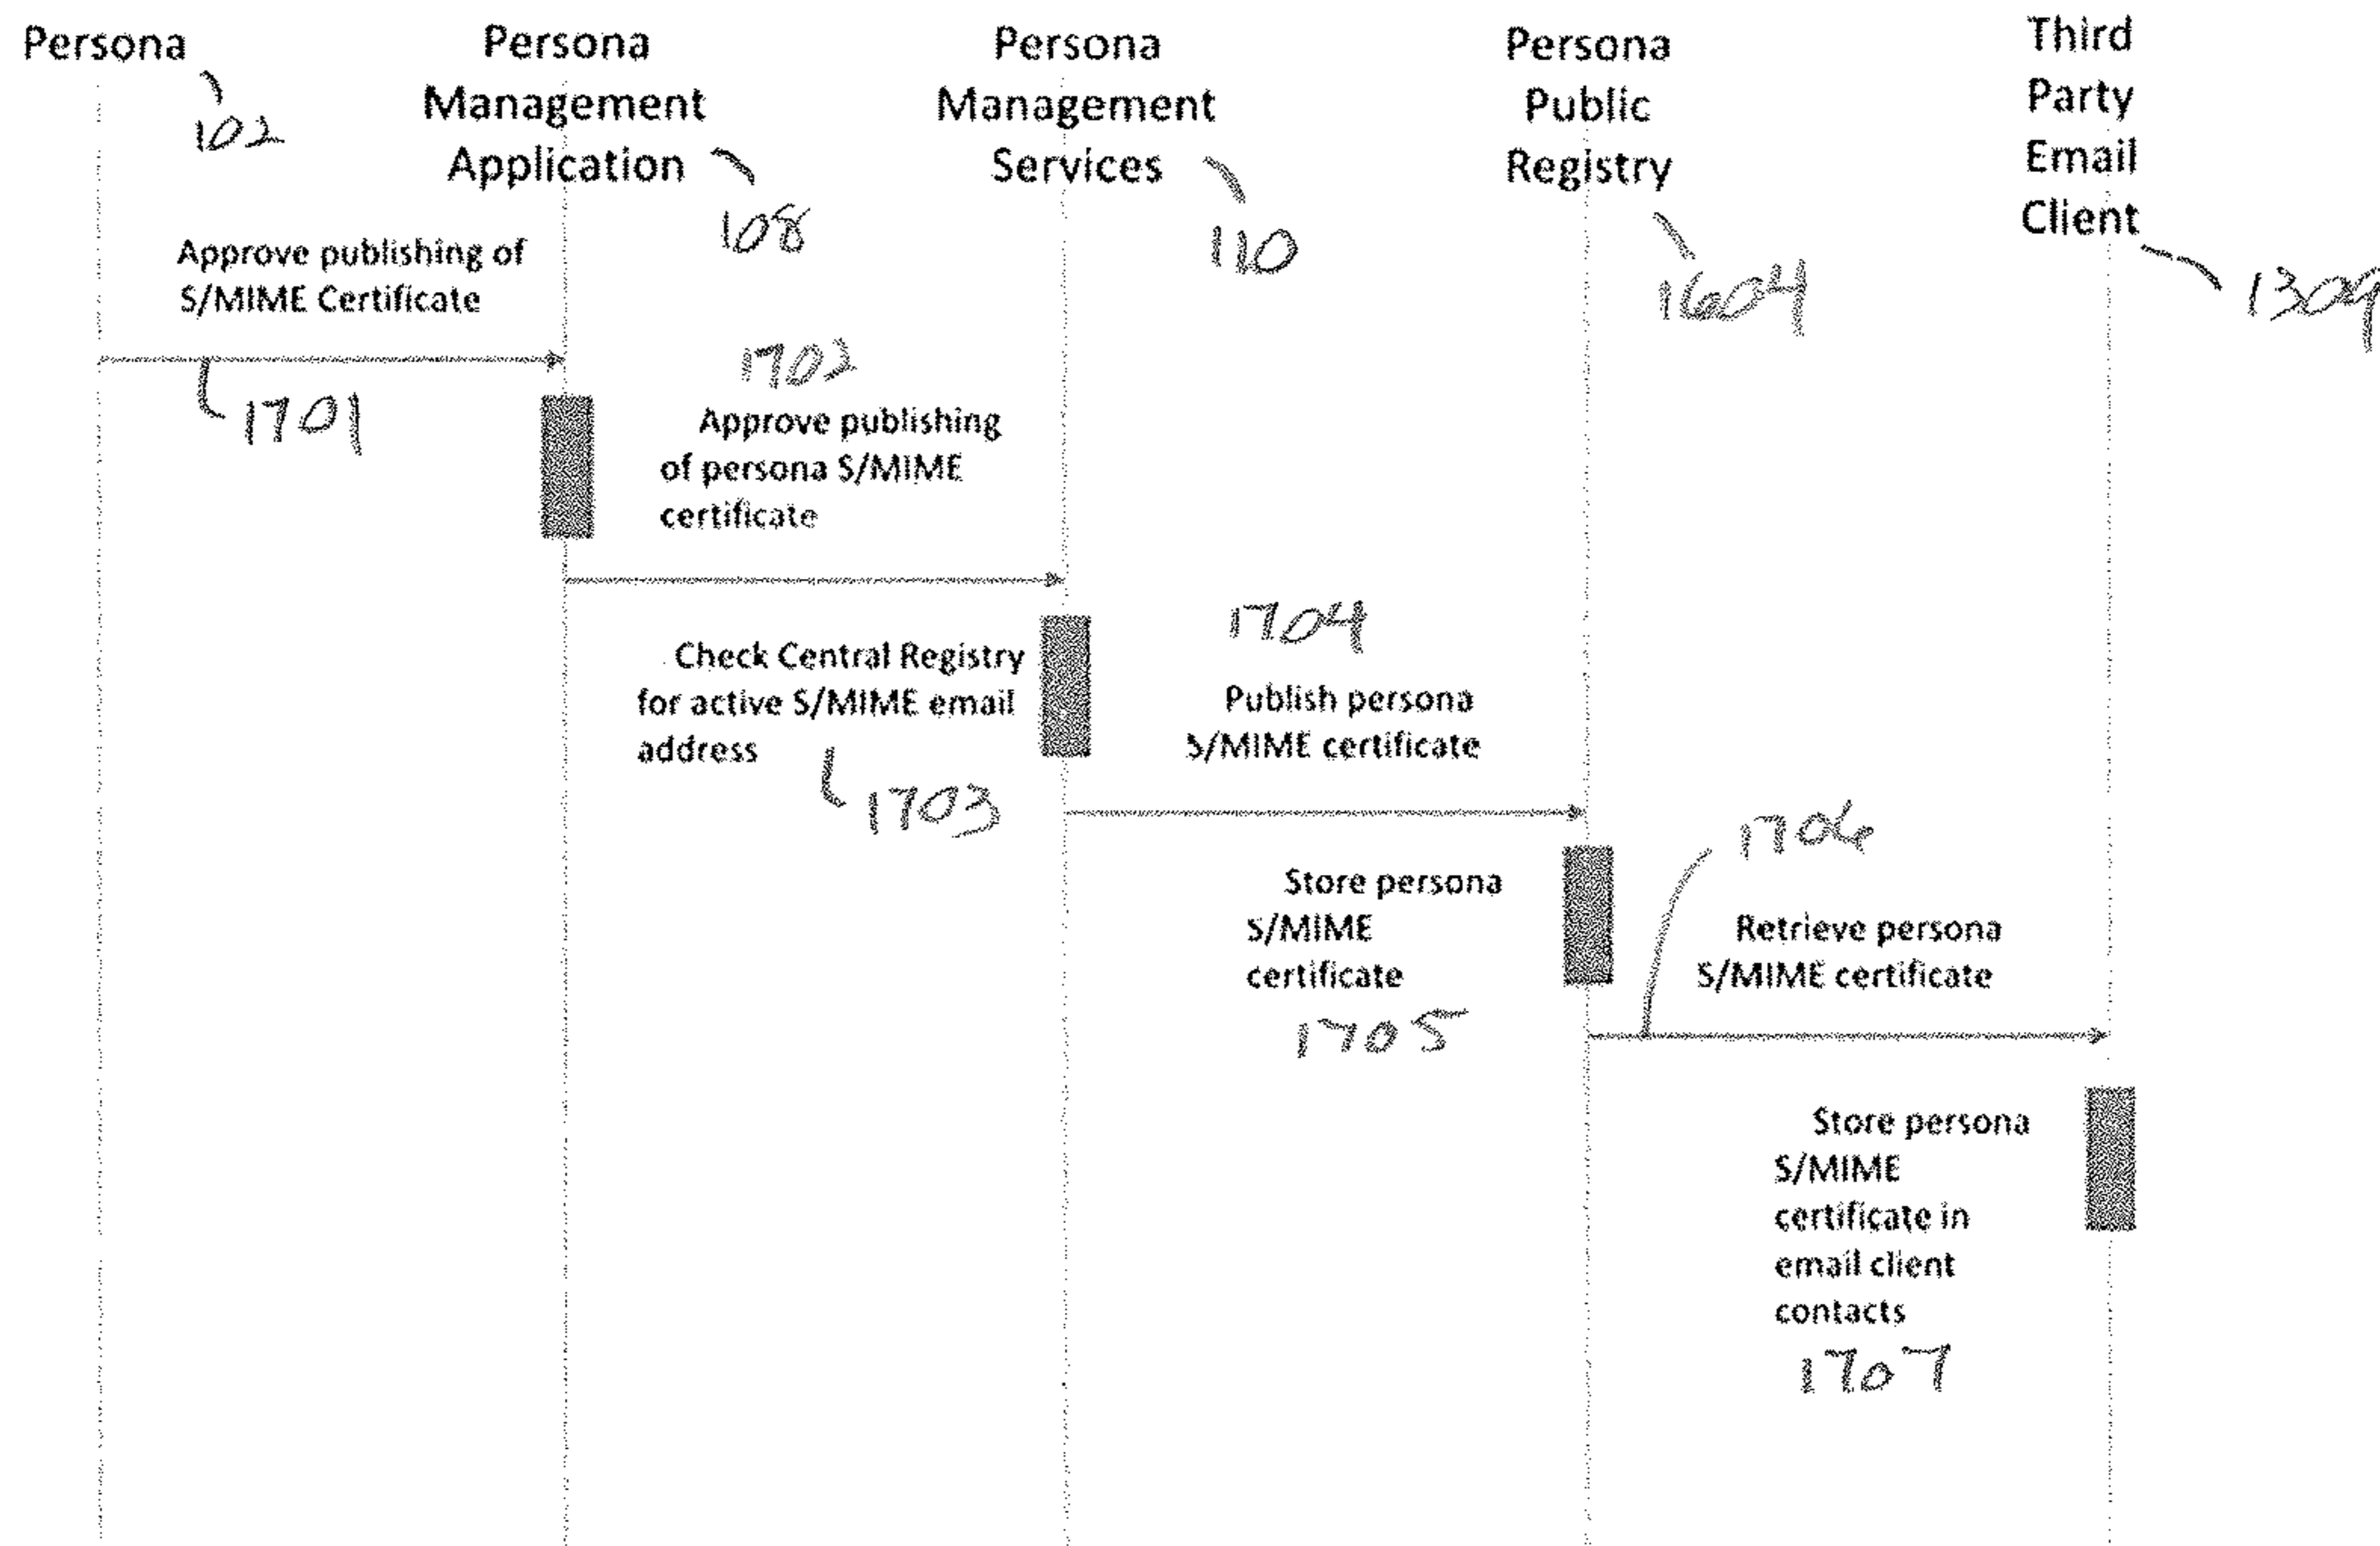 Persona
102
Persona
Management
Application
108
Persona
Management
Services
110
Persona
Public
Registry
1604
Third
Party
Email
Client
1309
Approve publishing of
S/MIME Certificate
1701
1702
Approve publishing
of persona S/MIME
certificate
Check Central Registry
for active S/MIME email
address
1703
1704
Publish persona
S/MIME certificate
Store persona
S/MIME
certificate
1705
1706
Retrieve persona
S/MIME certificate
Store persona
S/MIME
certificate in
email client
contacts
1707